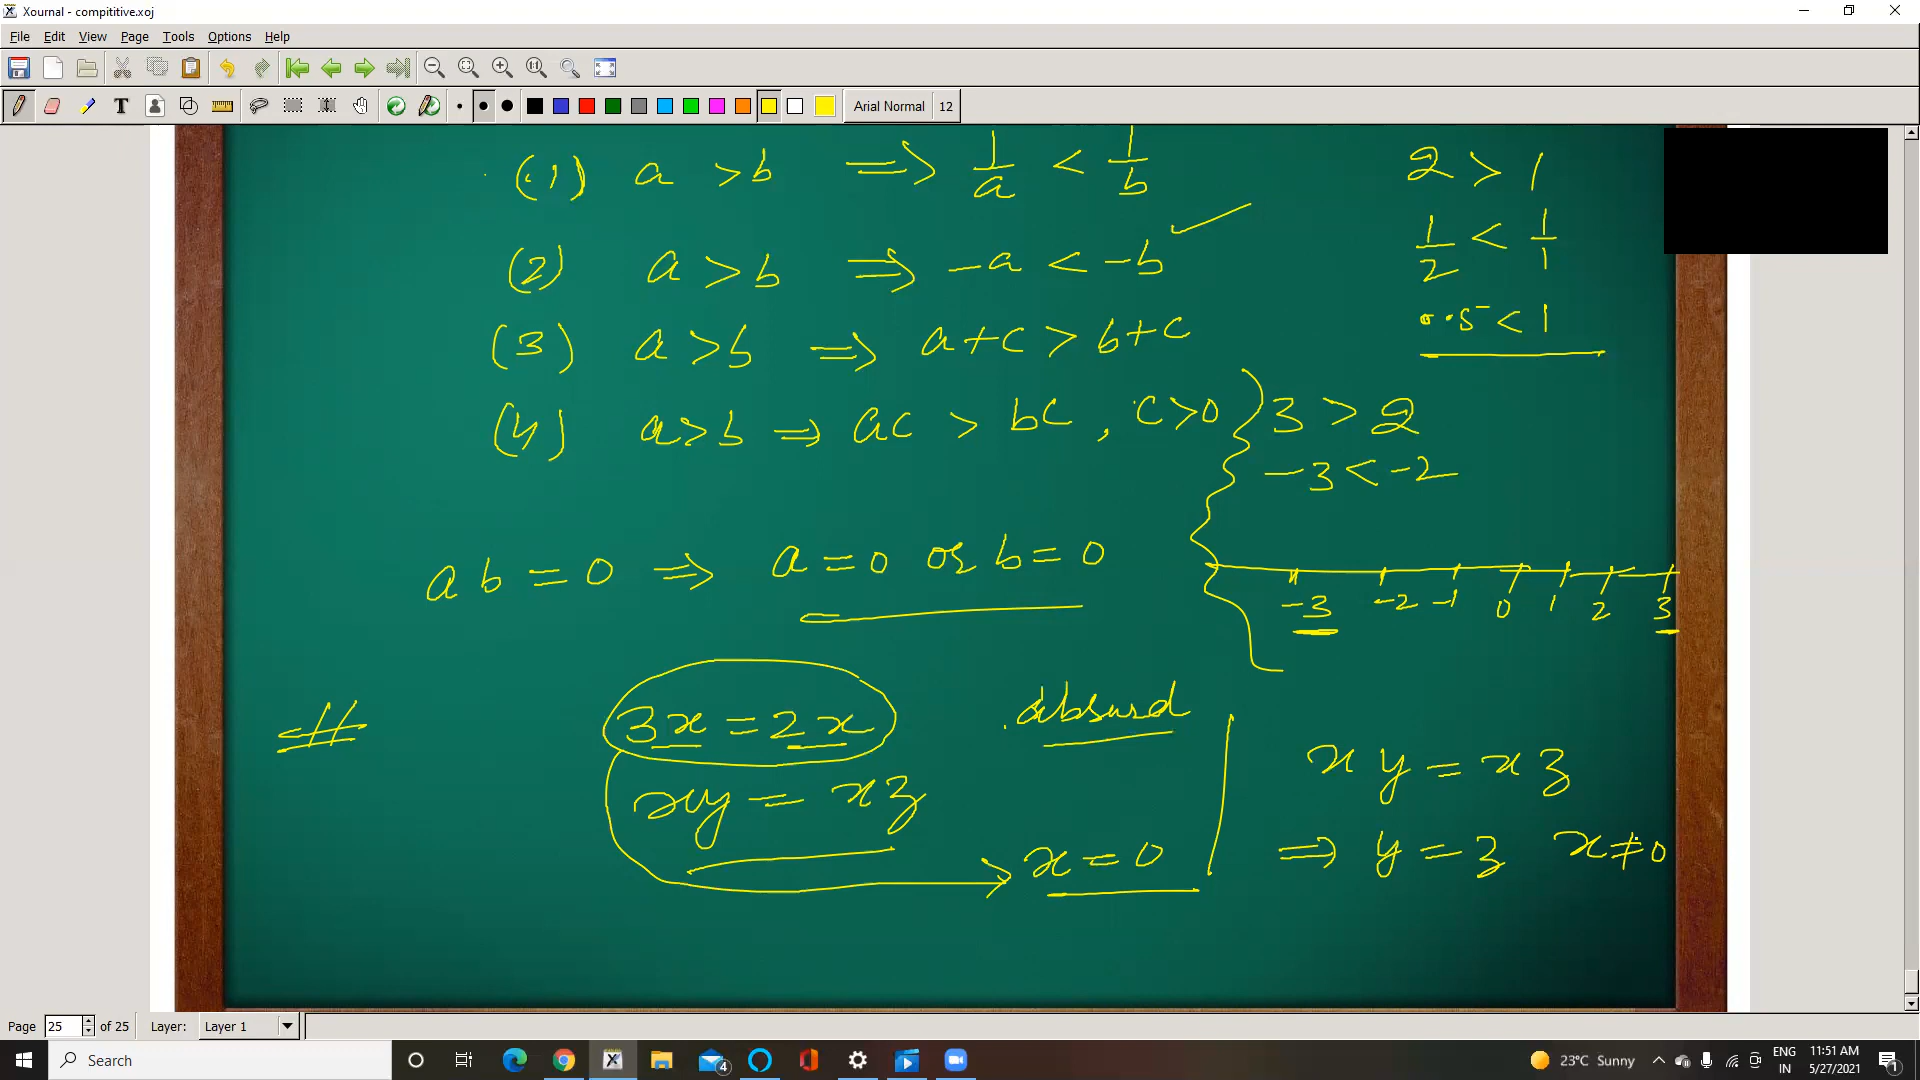 Xournal - compititive.xoj
File Edit View Page Tools Options Help
Arial Normal 12
(1) a > b ⟹ 1/a < 1/b
2 > 1
1/2 < 1/1
(2) a > b ⟹ -a < -b ✓
0.5 < 1
(3) a > b ⟹ a+c > b+c
(4) a > b ⟹ ac > bc, c > 0
3 > 2
-3 < -2
ab = 0 ⟹ a = 0 or b = 0
-3 -2 -1 0 1 2 3
3x = 2x absurd
xy = xz
x = 0
xy = xz
⟹ y = z x ≠ 0
Page 25 of 25 Layer: Layer 1
Search
4
23°C Sunny
ENG
IN
11:51 AM
5/27/2021
1